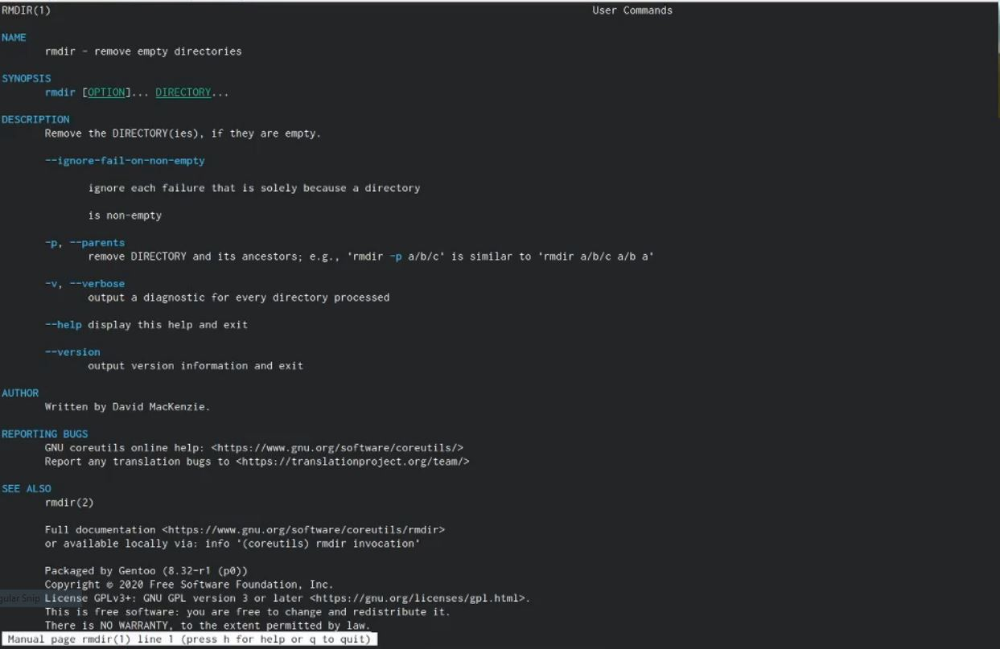 RMDIR(1) User Commands
NAME
rmdir - remove empty directories
SYNOPSIS
rmdir [OPTION]... DIRECTORY...
DESCRIPTION
Remove the DIRECTORY(ies), if they are empty.
--ignore-fail-on-non-empty
ignore each failure that is solely because a directory
is non-empty
-p, --parents
remove DIRECTORY and its ancestors; e.g., 'rmdir -p a/b/c' is similar to 'rmdir a/b/c a/b a'
-v, --verbose
output a diagnostic for every directory processed
--help display this help and exit
--version
output version information and exit
AUTHOR
Written by David MacKenzie.
REPORTING BUGS
GNU coreutils online help: <https://www.gnu.org/software/coreutils/>
Report any translation bugs to <https://translationproject.org/team/>
SEE ALSO
rmdir(2)
Full documentation <https://www.gnu.org/software/coreutils/rmdir>
or available locally via: info '(coreutils) rmdir invocation'
Packaged by Gentoo (8.32-r1 (p0))
Copyright © 2020 Free Software Foundation, Inc.
gular Snip
License GPLv3+: GNU GPL version 3 or later <https://gnu.org/licenses/gpl.html>.
This is free software: you are free to change and redistribute it.
There is NO WARRANTY, to the extent permitted by law.
Manual page rmdir(1) line 1 (press h for help or q to quit)